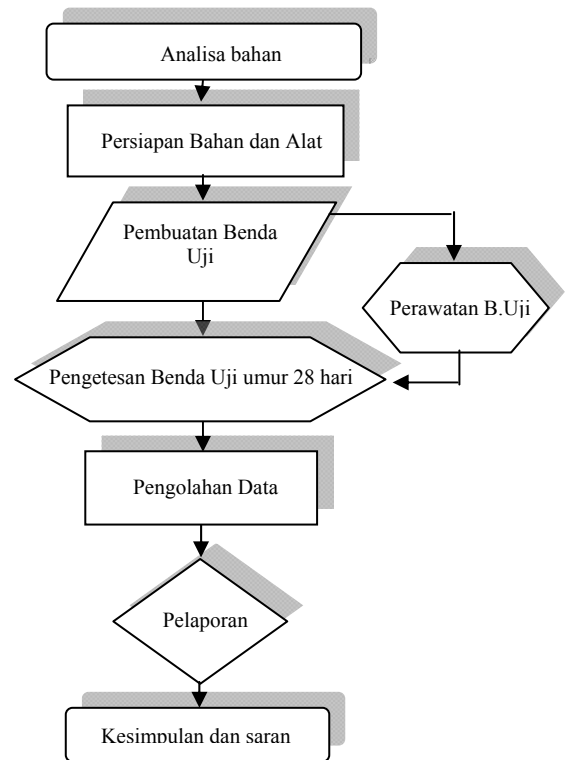 Analisa bahan
Persiapan Bahan dan Alat
Pembuatan Benda
Uji
Perawatan B.Uji
Pengetesan Benda Uji umur 28 hari
Pengolahan Data
Pelaporan
Kesimpulan dan saran